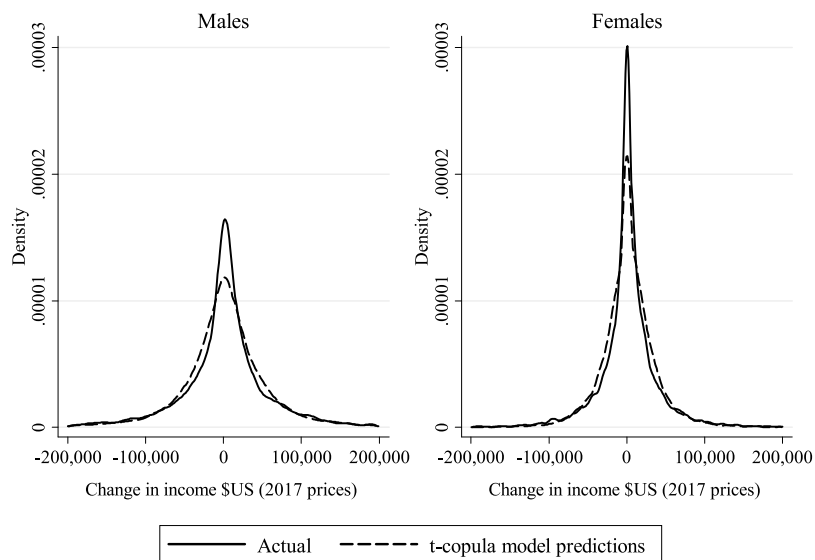 Males
Density
.00003
.00002
.00001
0
-200,000 -100,000 0 100,000 200,000
Change in income $US (2017 prices)
Females
Density
.00003
.00002
.00001
0
-200,000 -100,000 0 100,000 200,000
Change in income $US (2017 prices)
Actual t-copula model predictions